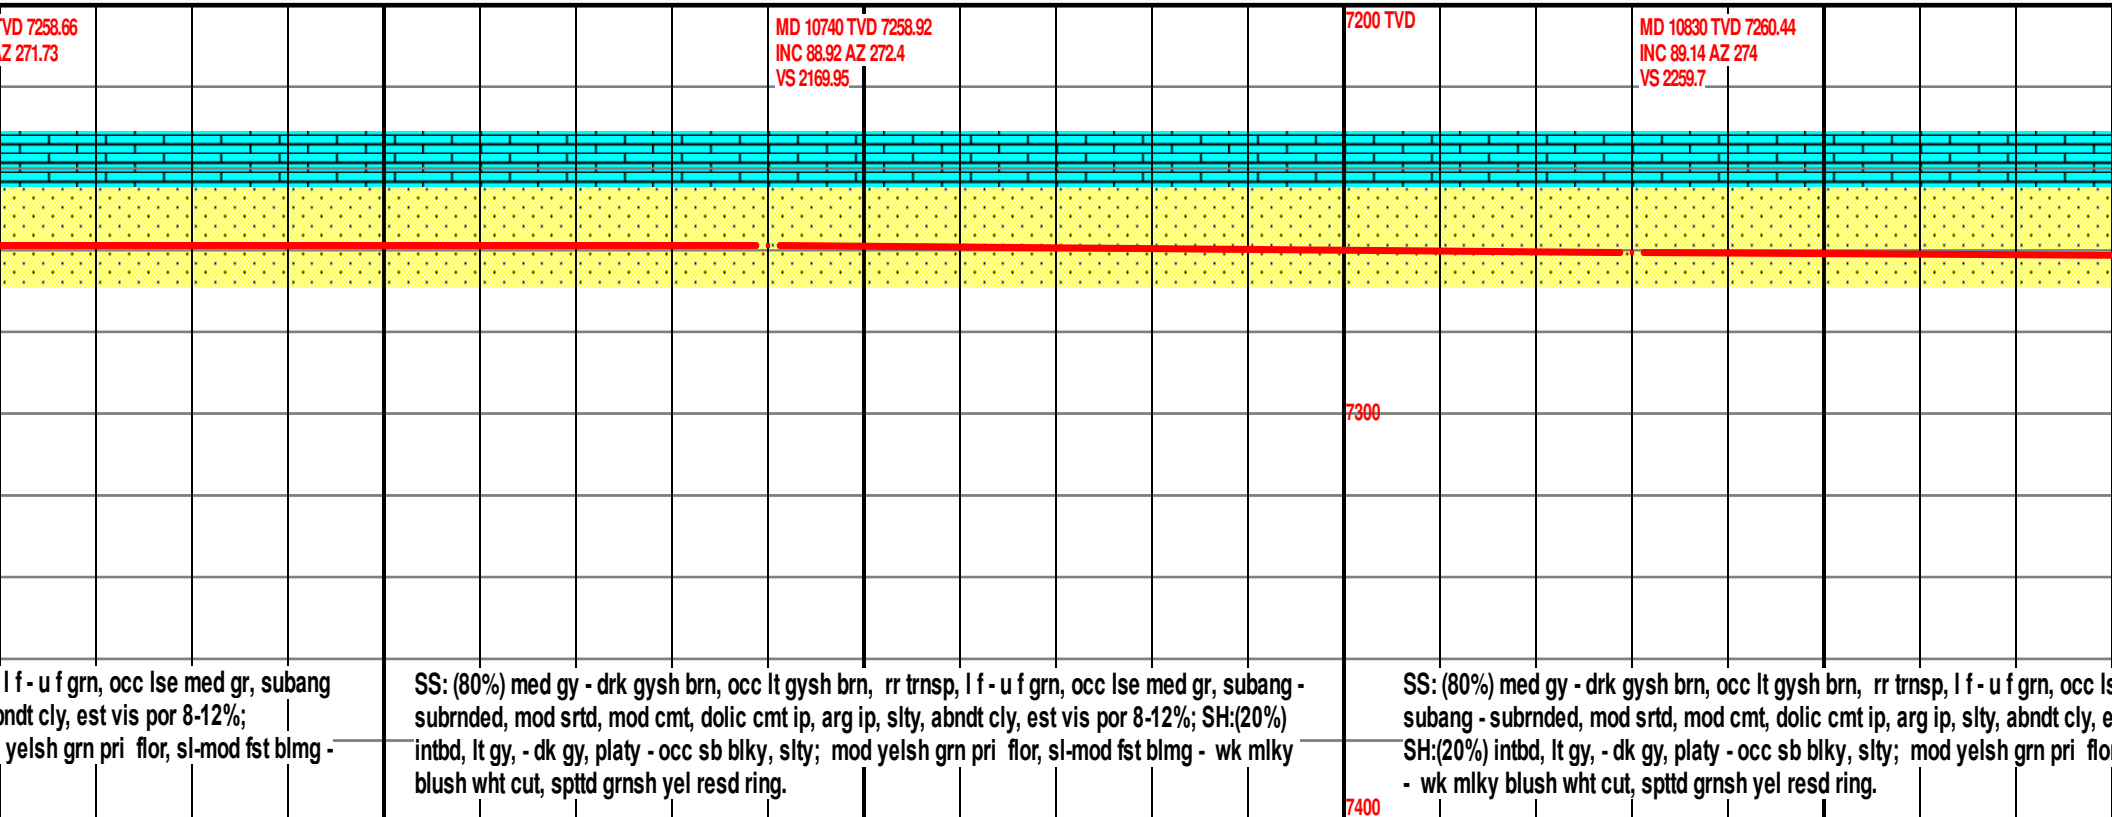 TVD 7258.66
AZ 271.73
MD 10740 TVD 7258.92
INC 88.92 AZ 272.4
VS 2169.95
7200 TVD
MD 10830 TVD 7260.44
INC 89.14 AZ 274
VS 2259.7
7300
l f - u f grn, occ lse med gr, subang
bndt cly, est vis por 8-12%;
yelsh grn pri flor, sl-mod fst blmg -
SS: (80%) med gy - drk gysh brn, occ lt gysh brn, rr trnsp, l f - u f grn, occ lse med gr, subang -
subrnded, mod srtd, mod cmt, dolic cmt ip, arg ip, slty, abndt cly, est vis por 8-12%; SH:(20%)
intbd, lt gy, - dk gy, platy - occ sb blky, slty; mod yelsh grn pri flor, sl-mod fst blmg - wk mlky
blush wht cut, spttd grnsh yel resd ring.
SS: (80%) med gy - drk gysh brn, occ lt gysh brn, rr trnsp, l f - u f grn, occ ls
subang - subrnded, mod srtd, mod cmt, dolic cmt ip, arg ip, slty, abndt cly, e
SH:(20%) intbd, lt gy, - dk gy, platy - occ sb blky, slty; mod yelsh grn pri flo
- wk mlky blush wht cut, spttd grnsh yel resd ring.
7400